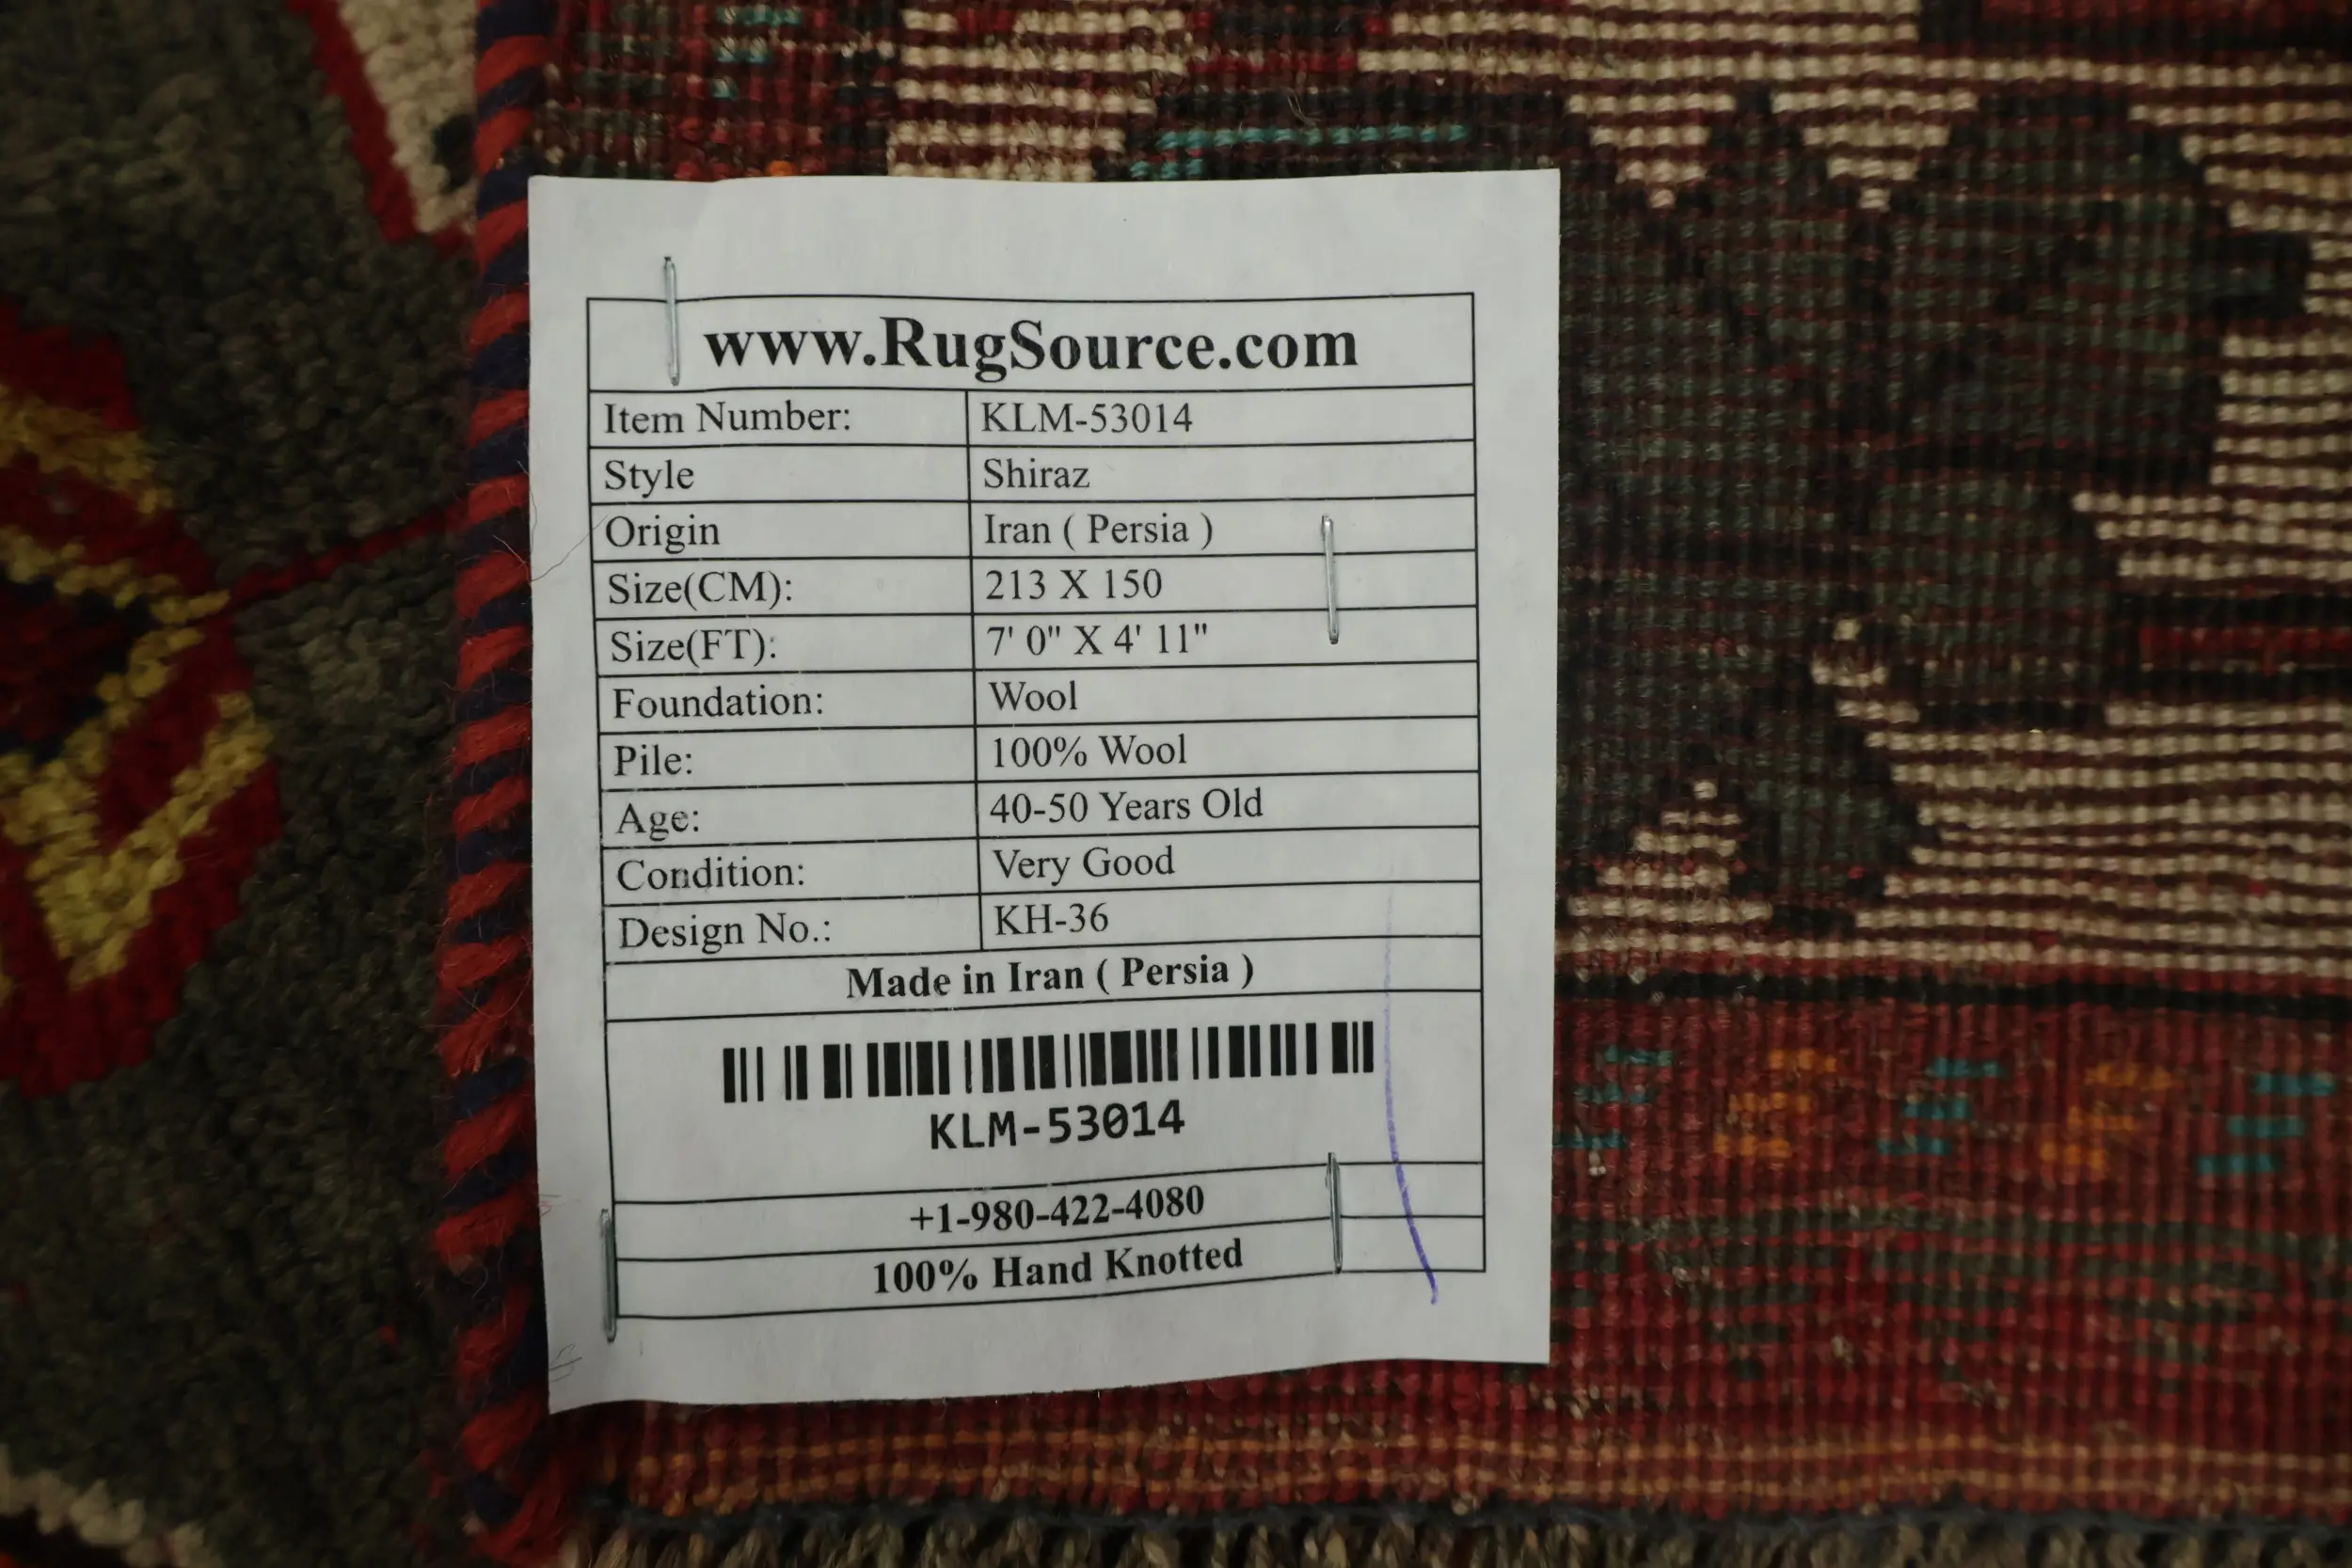 www.RugSource.com
Item Number: KLM-53014
Style Shiraz
Origin Iran ( Persia )
Size(CM): 213 X 150
Size(FT): 7' 0" X 4' 11"
Foundation: Wool
Pile: 100% Wool
Age: 40-50 Years Old
Condition: Very Good
Design No.: KH-36
Made in Iran ( Persia )
KLM-53014
+1-980-422-4080
100% Hand Knotted